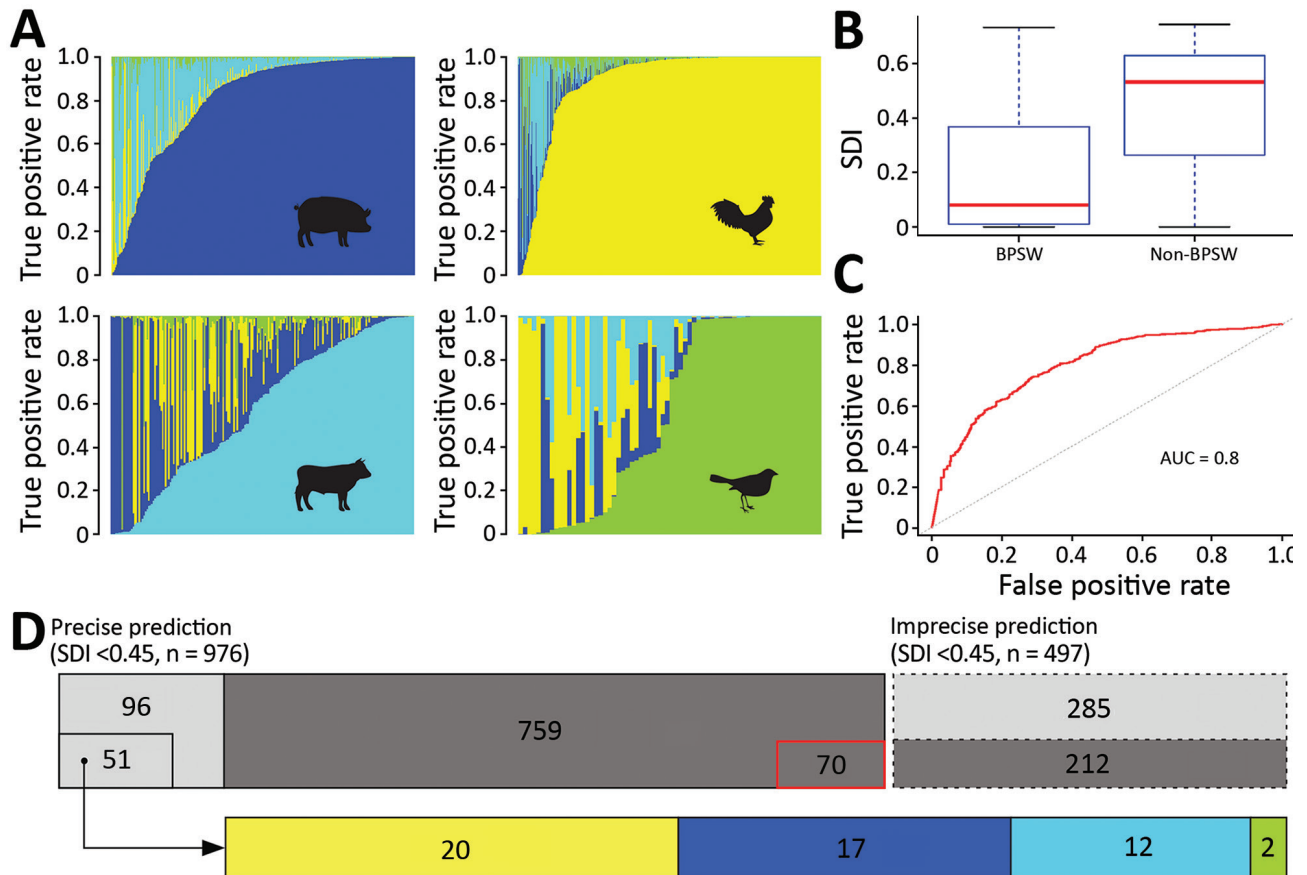 A
True positive rate
1.0
0.8
0.6
0.4
0.2
0
True positive rate
1.0
0.8
0.6
0.4
0.2
0
True positive rate
1.0
0.8
0.6
0.4
0.2
0
True positive rate
1.0
0.8
0.6
0.4
0.2
0
B
SDI
0.6
0.4
0.2
0
BPSW
Non-BPSW
C
True positive rate
1.0
0.8
0.6
0.4
0.2
0
AUC = 0.8
0
0.2
0.4
0.6
0.8
1.0
False positive rate
D
Precise prediction
(SDI <0.45, n = 976)
Imprecise prediction
(SDI <0.45, n = 497)
96
51
759
70
285
212
20
17
12
2